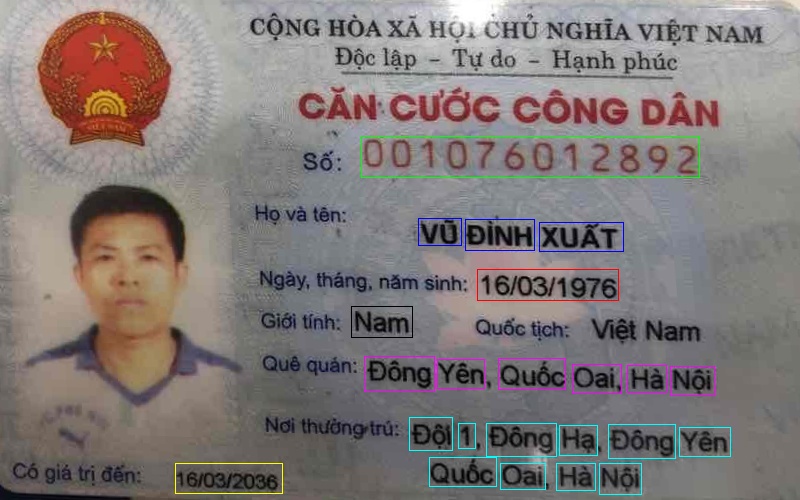 CỘNG HÒA XÃ HỘI CHỦ NGHĨA VIỆT NAM
Độc lập - Tự do - Hạnh phúc
CĂN CƯỚC CÔNG DÂN
Số: 001076012892
Họ và tên: VŨ ĐÌNH XUẤT
Ngày, tháng, năm sinh: 16/03/1976
Giới tính: Nam Quốc tịch: Việt Nam
Quê quán: Đông Yên, Quốc Oai, Hà Nội
Nơi thường trú: Đội 1, Đông Hạ, Đông Yên
Quốc Oai, Hà Nội
Có giá trị đến: 16/03/2036
VIỆT NAM